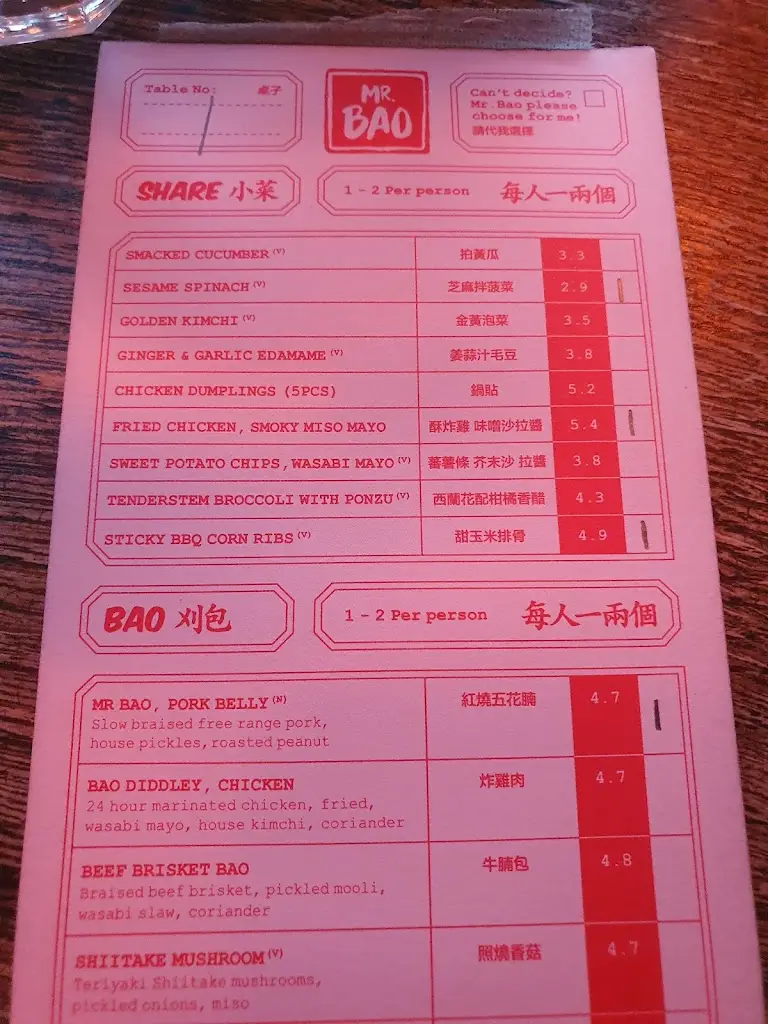 Table No: 桌子
MR.
BAO
Can't decide?
Mr. Bao please
choose for me!
請代我選擇
SHARE 小菜
1 - 2 Per person 每人一兩個
SMACKED CUCUMBER (V) 拍黃瓜 3.3
SESAME SPINACH (V) 芝麻拌菠菜 2.9
GOLDEN KIMCHI (V) 金黃泡菜 3.5
GINGER & GARLIC EDAMAME (V) 姜蒜汁毛豆 3.8
CHICKEN DUMPLINGS (5PCS) 鍋貼 5.2
FRIED CHICKEN, SMOKY MISO MAYO 酥炸雞 味噌沙拉醬 5.4
SWEET POTATO CHIPS, WASABI MAYO (V) 蕃薯條 芥末沙 拉醬 3.8
TENDERSTEM BROCCOLI WITH PONZU (V) 西蘭花配柑橘香醋 4.3
STICKY BBQ CORN RIBS (V) 甜玉米排骨 4.9
BAO 刈包
1 - 2 Per person 每人一兩個
MR BAO, PORK BELLY (N) 紅燒五花腩 4.7
Slow braised free range pork,
house pickles, roasted peanut
BAO DIDDLEY, CHICKEN 炸雞肉 4.7
24 hour marinated chicken, fried,
wasabi mayo, house kimchi, coriander
BEEF BRISKET BAO 牛腩包 4.8
Braised beef brisket, pickled mooli,
wasabi slaw, coriander
SHIITAKE MUSHROOM (V) 照燒香菇 4.7
Teriyaki Shiitake mushrooms,
pickled onions, miso